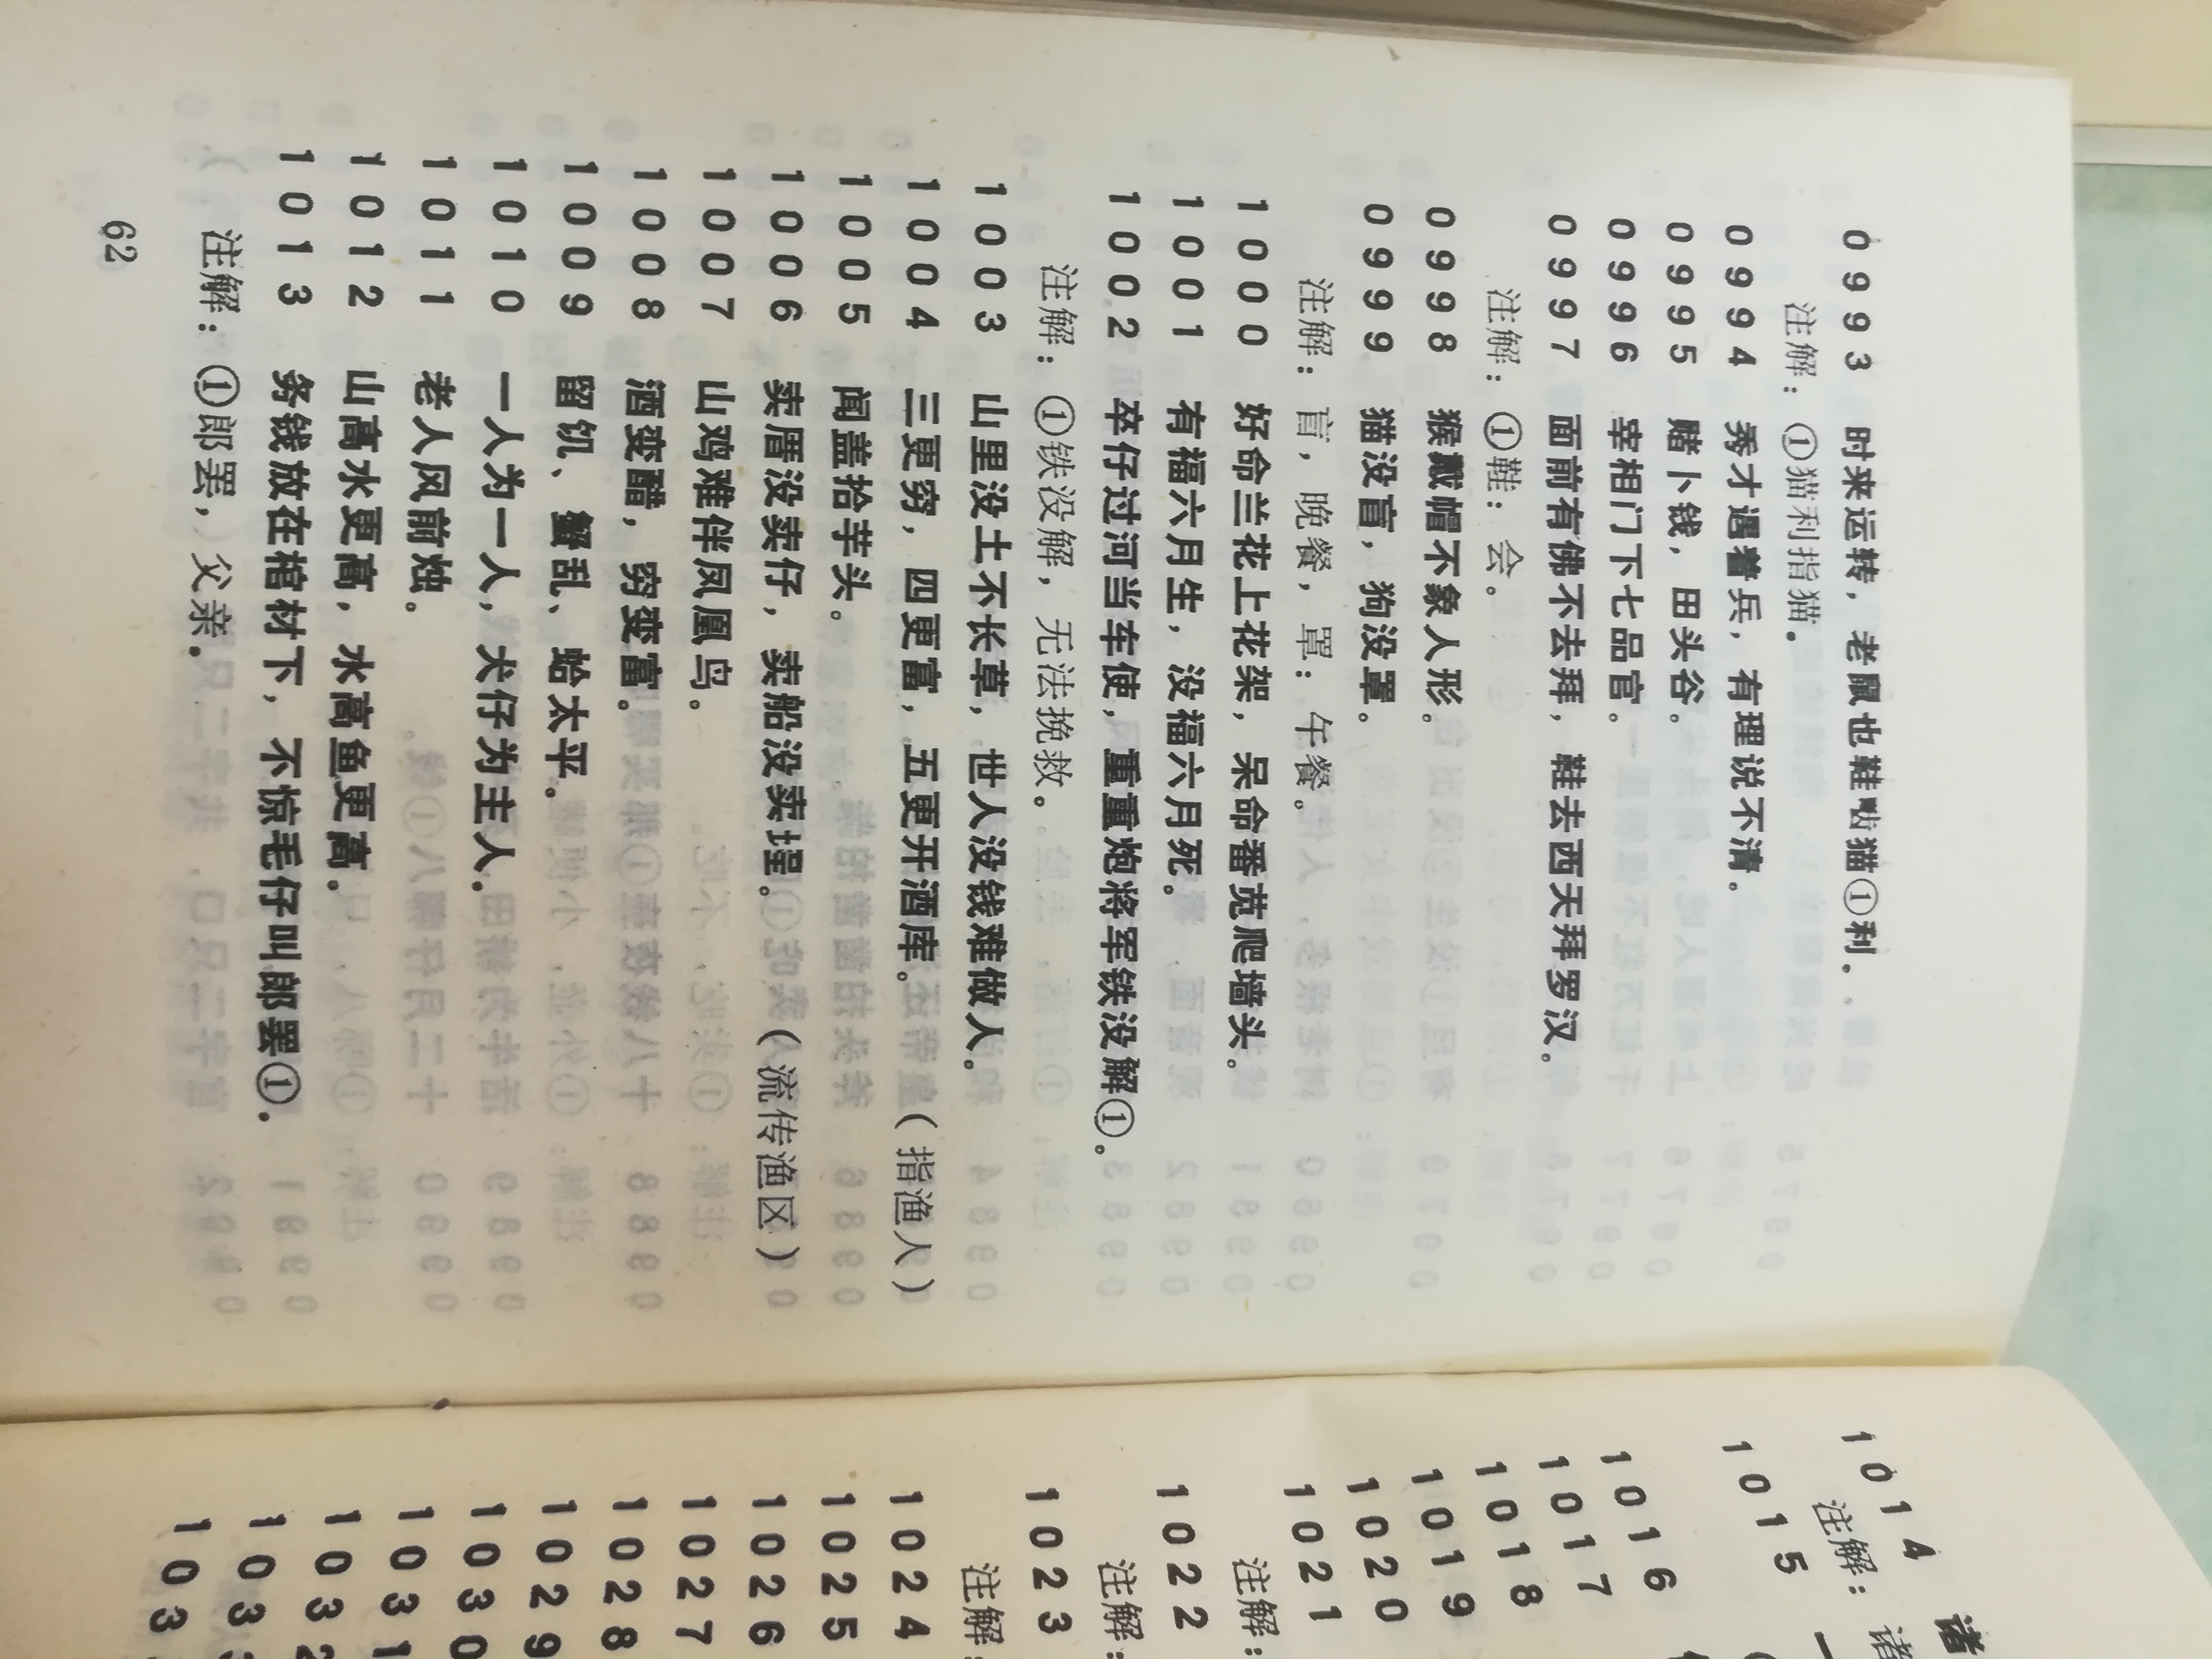 0993 时来运转，老鼠也鞋啮猫①利。
注解：①猫利指猫。
0994 秀才遇着兵，有理说不清。
0995 赌卜钱，田头谷。
0996 宰相门下七品官。
0997 面前有佛不去拜，鞋去西天拜罗汉。
注解：①鞋：会。
0998 猴戴帽不象人形。
0999 猫没盲，狗没罩。
注解：盲，晚餐，罩：午餐。
1000 好命兰花上花架，呆命番苋爬墙头。
1001 有福六月生，没福六月死。
1002 卒仔过河当车使，重重炮将军铁没解①。
注解：①铁没解，无法挽救。
1003 山里没土不长草，世人没钱难做人。
1004 三更穷，四更富，五更开酒库。（指渔人）
1005 闻盖拾芋头。
1006 卖厝没卖仔，卖船没卖埕。（流传渔区）
1007 山鸡难伴凤凰鸟。
1008 酒变醋，穷变富。
1009 留饥、蟹乱、蛤太平。
1010 一人为一人，犬仔为主人.
1011 老人风前烛。
1012 山高水更高，水高鱼更高.
1013 务钱放在棺材下，不惊毛仔叫郎罢①.
注解：①郎罢，父亲.
62
1014 诸
注解：诸
1015
1016
1017
1018
1019
1020
1021
注解：
1022
注解：
1023
注解：
1024
1025
1026
1027
1028
1029
1030
1031
1032
1033
103